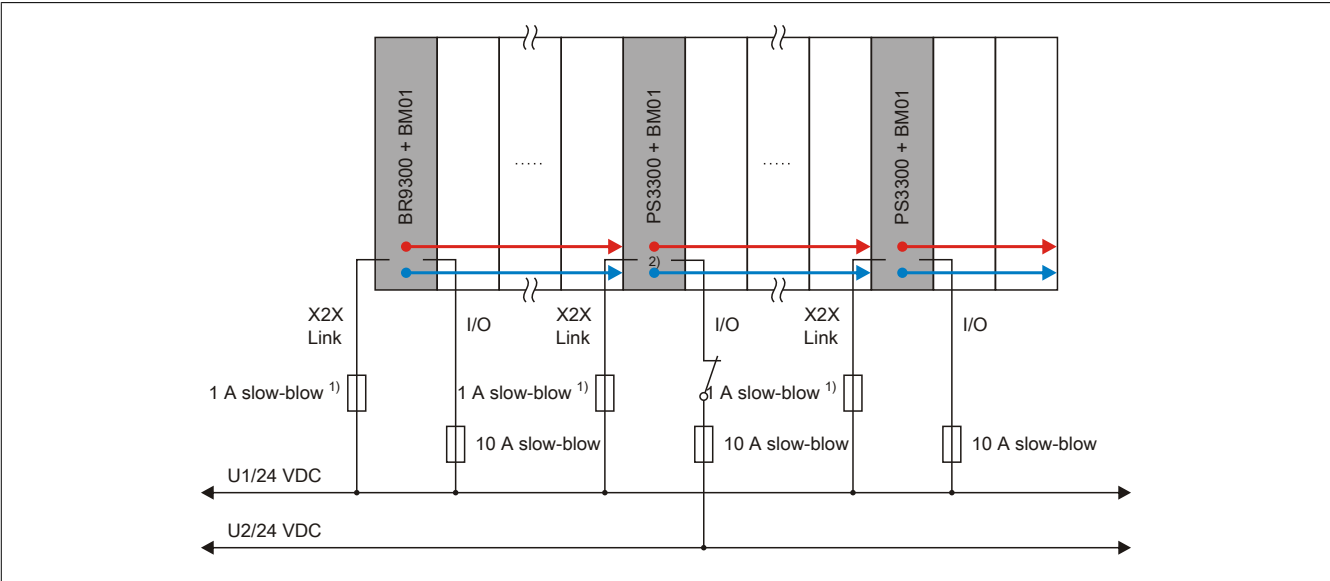 BR9300 + BM01
.....
PS3300 + BM01
.....
PS3300 + BM01
2)
X2X
Link
I/O
X2X
Link
I/O
X2X
Link
I/O
1 A slow-blow 1)
1 A slow-blow 1)
1 A slow-blow 1)
10 A slow-blow
10 A slow-blow
10 A slow-blow
U1/24 VDC
U2/24 VDC